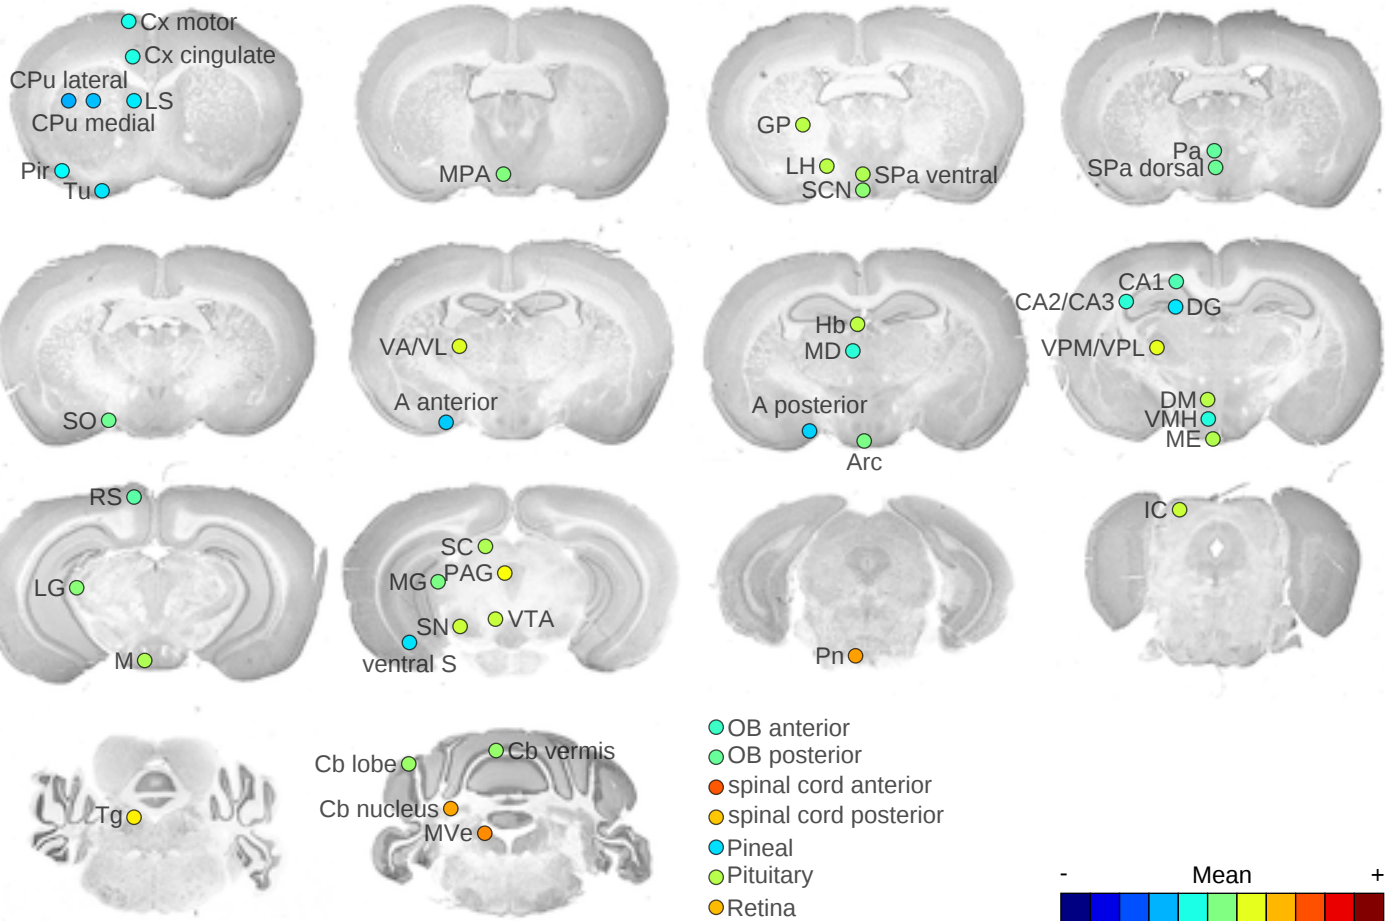 Cx motor
Cx cingulate
CPu lateral
LS
CPu medial
Pir
Tu
MPA
GP
LH
SPa ventral
SCN
Pa
SPa dorsal
SO
VA/VL
A anterior
Hb
MD
A posterior
Arc
CA1
CA2/CA3
DG
VPM/VPL
DM
VMH
ME
RS
LG
M
SC
PAG
MG
VTA
SN
ventral S
Pn
IC
Tg
Cb vermis
Cb lobe
Cb nucleus
MVe
OB anterior
OB posterior
spinal cord anterior
spinal cord posterior
Pineal
Pituitary
Retina
- Mean +